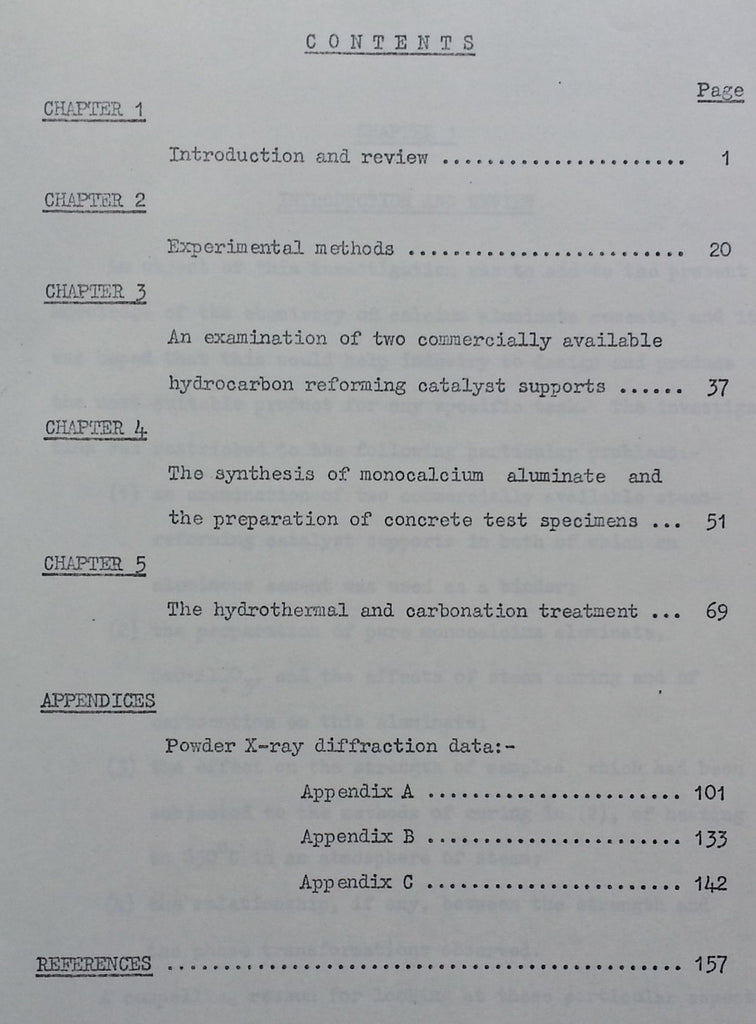 C O N T E N T S
Page
CHAPTER 1
Introduction and review ...................... 1
CHAPTER 2
Experimental methods ......................... 20
CHAPTER 3
An examination of two commercially available
hydrocarbon reforming catalyst supports ...... 37
CHAPTER 4
The synthesis of monocalcium aluminate and
the preparation of concrete test specimens ... 51
CHAPTER 5
The hydrothermal and carbonation treatment ... 69
APPENDICES
Powder X-ray diffraction data:-
Appendix A ....................... 101
Appendix B ....................... 133
Appendix C ....................... 142
REFERENCES ............................................... 157